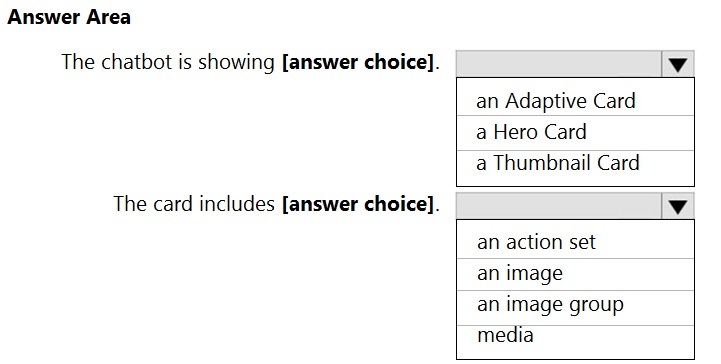 Answer Area
The chatbot is showing [answer choice].
an Adaptive Card
a Hero Card
a Thumbnail Card
The card includes [answer choice].
an action set
an image
an image group
media